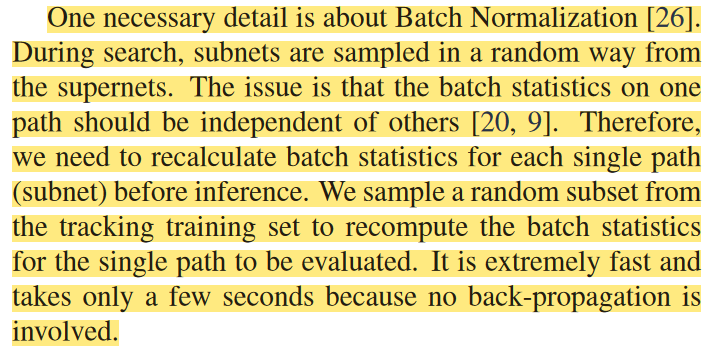 One necessary detail is about Batch Normalization [26].
During search, subnets are sampled in a random way from
the supernets. The issue is that the batch statistics on one
path should be independent of others [20, 9]. Therefore,
we need to recalculate batch statistics for each single path
(subnet) before inference. We sample a random subset from
the tracking training set to recompute the batch statistics
for the single path to be evaluated. It is extremely fast and
takes only a few seconds because no back-propagation is
involved.